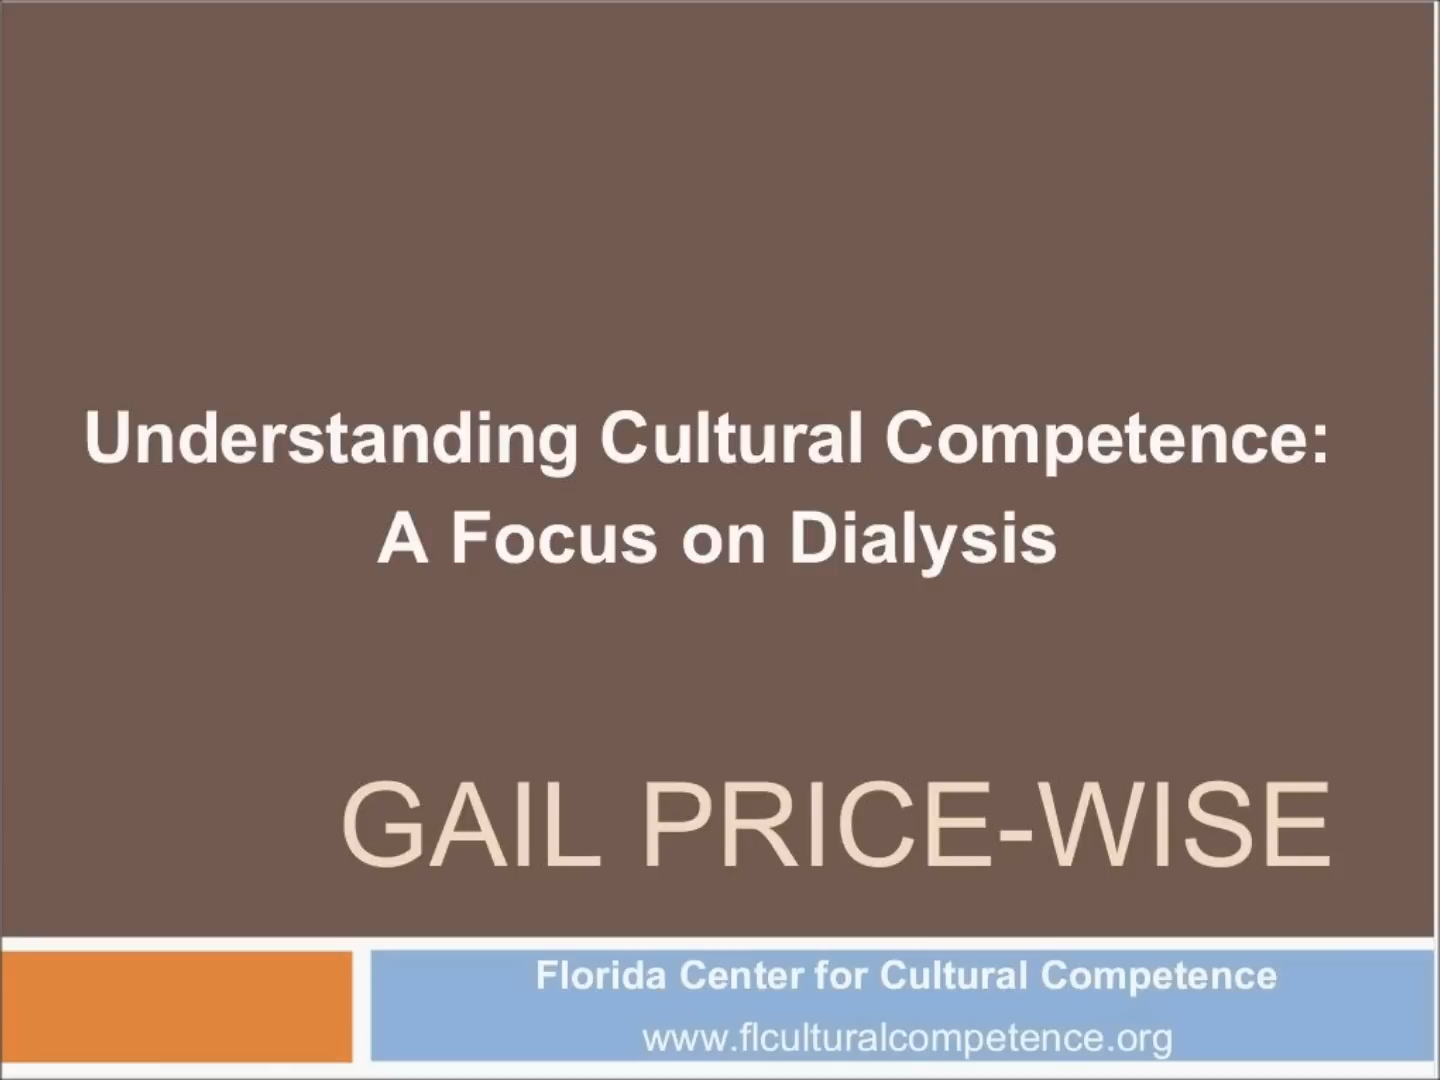 Understanding Cultural Competence:
A Focus on Dialysis
GAIL PRICE-WISE
Florida Center for Cultural Competence
www.flculturalcompetence.org